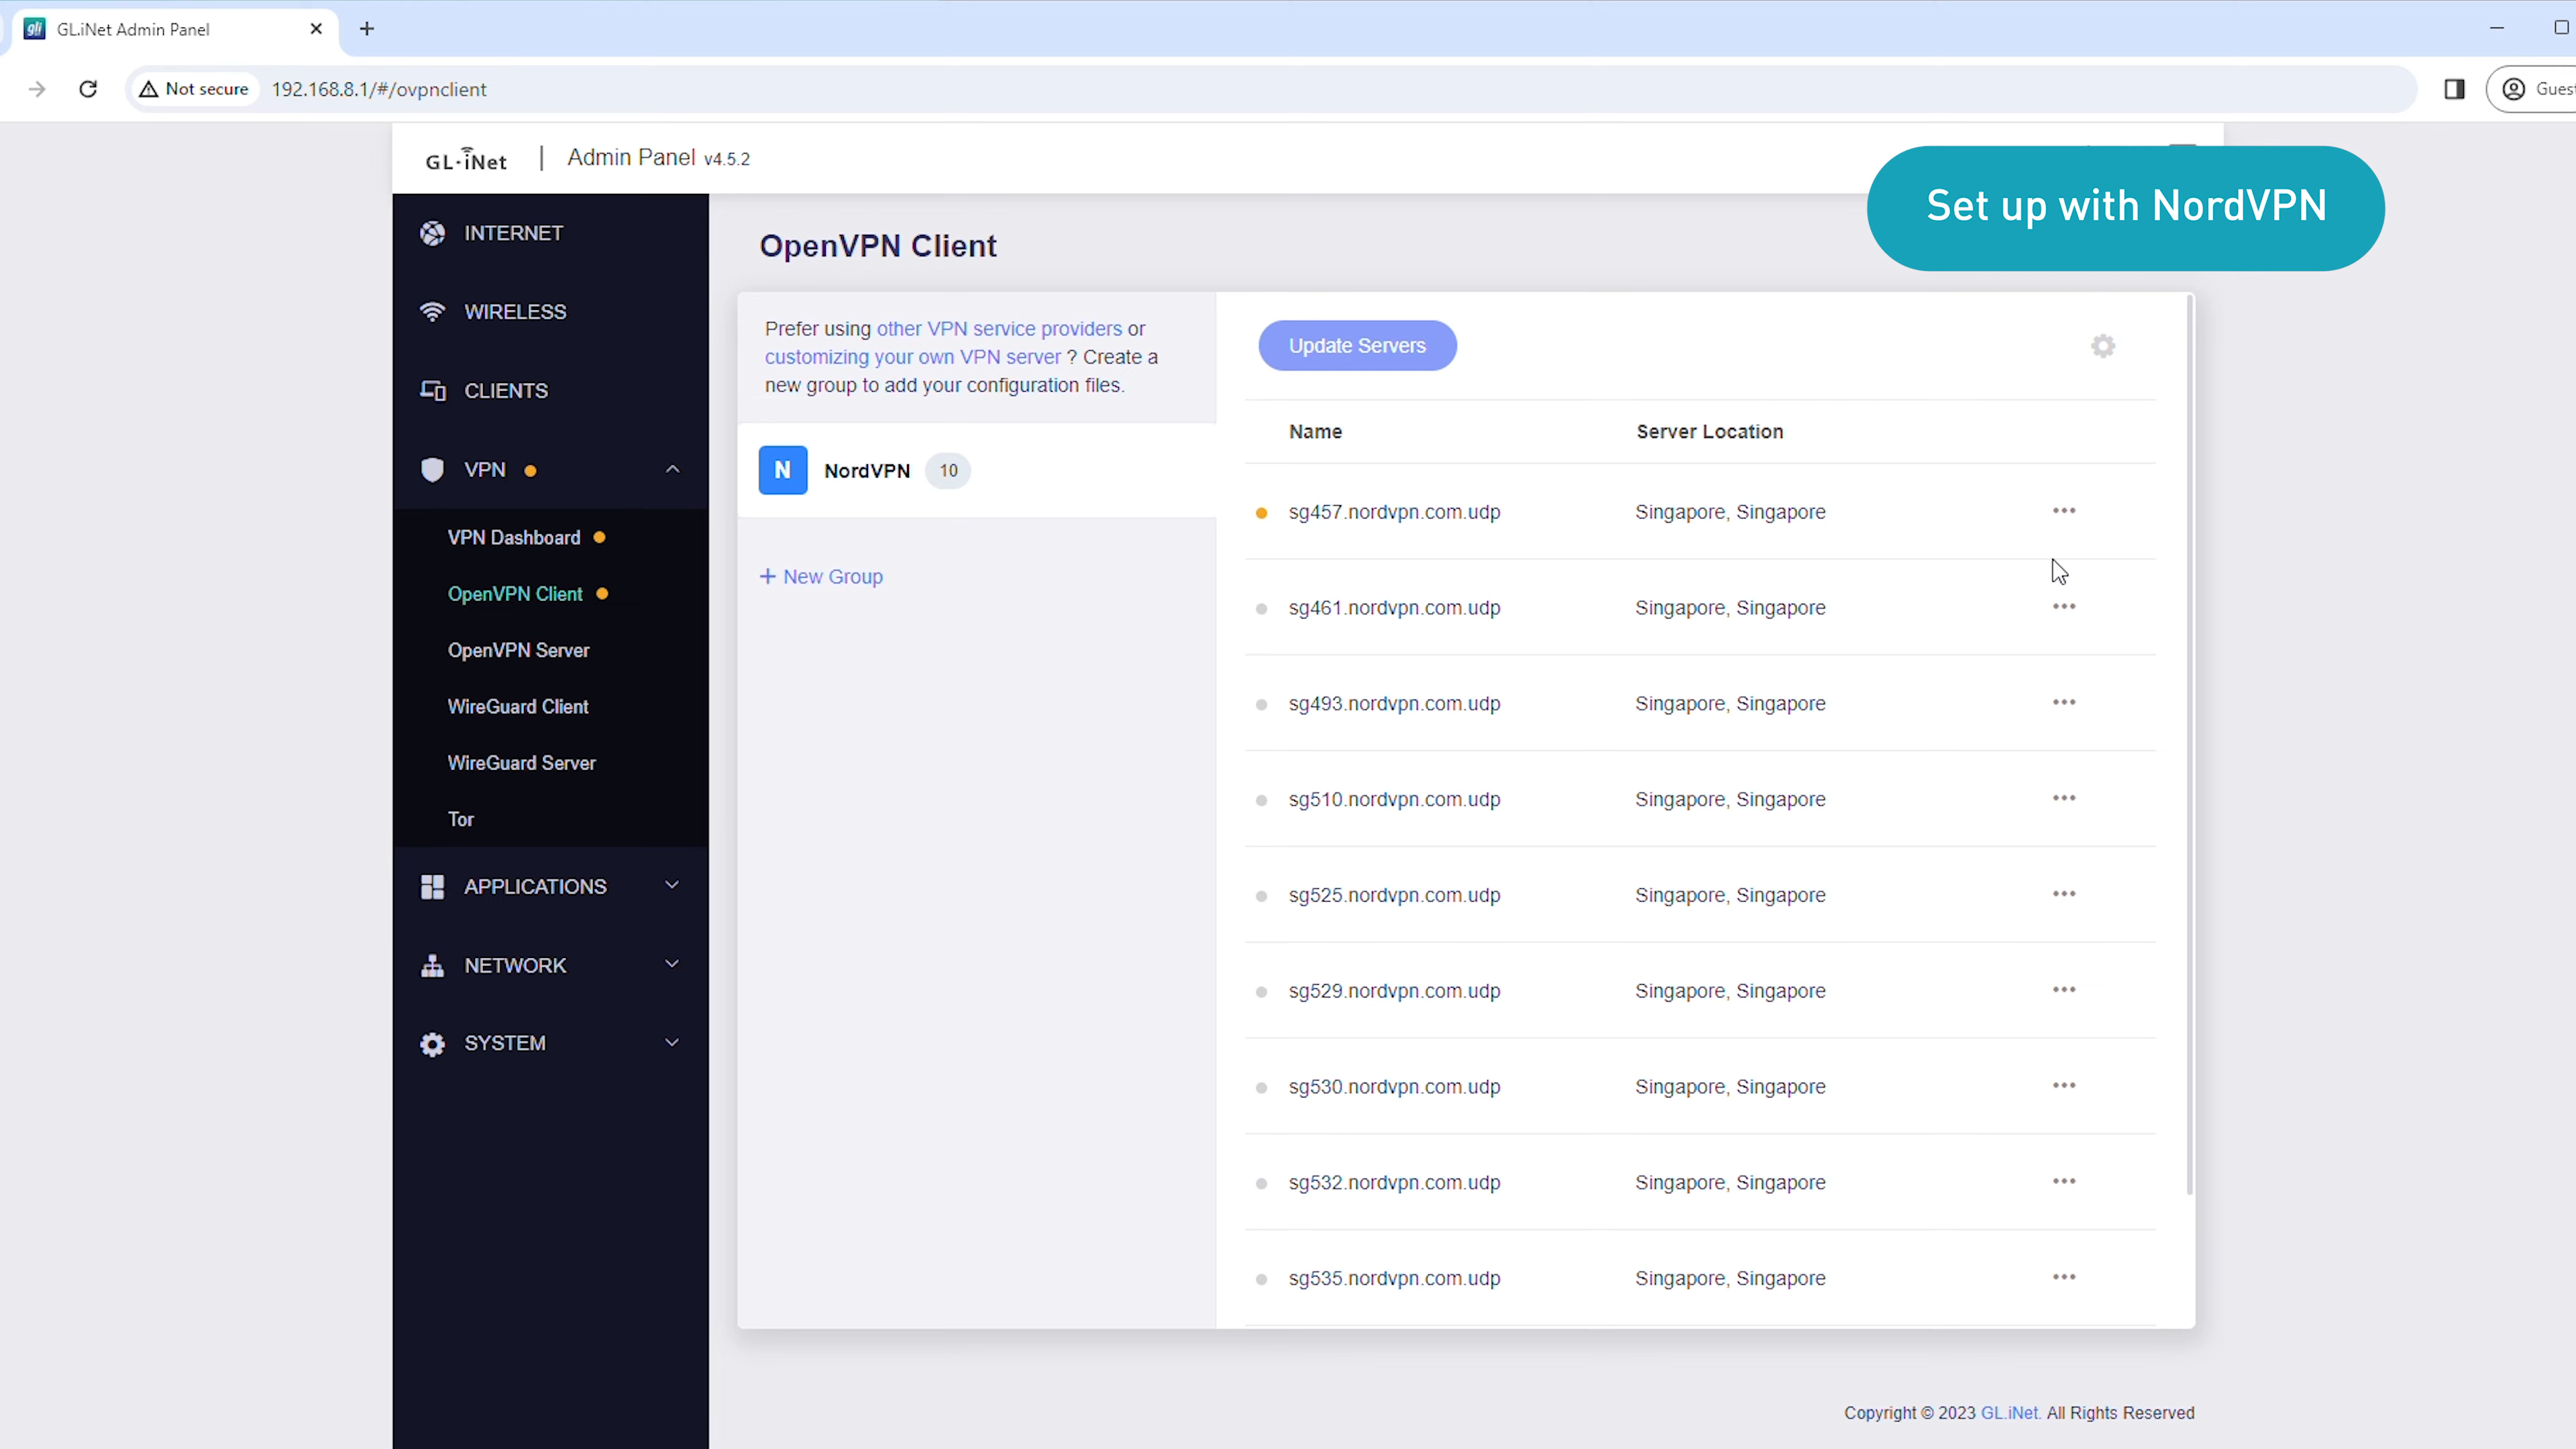 gli GL.iNet Admin Panel
Not secure 192.168.8.1/#/ovpnclient
Guest
GL·iNet | Admin Panel v4.5.2
Set up with NordVPN
INTERNET
WIRELESS
CLIENTS
VPN
VPN Dashboard
OpenVPN Client
OpenVPN Server
WireGuard Client
WireGuard Server
Tor
APPLICATIONS
NETWORK
SYSTEM
OpenVPN Client
Prefer using other VPN service providers or
customizing your own VPN server ? Create a
new group to add your configuration files.
N NordVPN 10
+ New Group
Update Servers
Name Server Location
sg457.nordvpn.com.udp Singapore, Singapore
sg461.nordvpn.com.udp Singapore, Singapore
sg493.nordvpn.com.udp Singapore, Singapore
sg510.nordvpn.com.udp Singapore, Singapore
sg525.nordvpn.com.udp Singapore, Singapore
sg529.nordvpn.com.udp Singapore, Singapore
sg530.nordvpn.com.udp Singapore, Singapore
sg532.nordvpn.com.udp Singapore, Singapore
sg535.nordvpn.com.udp Singapore, Singapore
Copyright © 2023 GL.iNet. All Rights Reserved